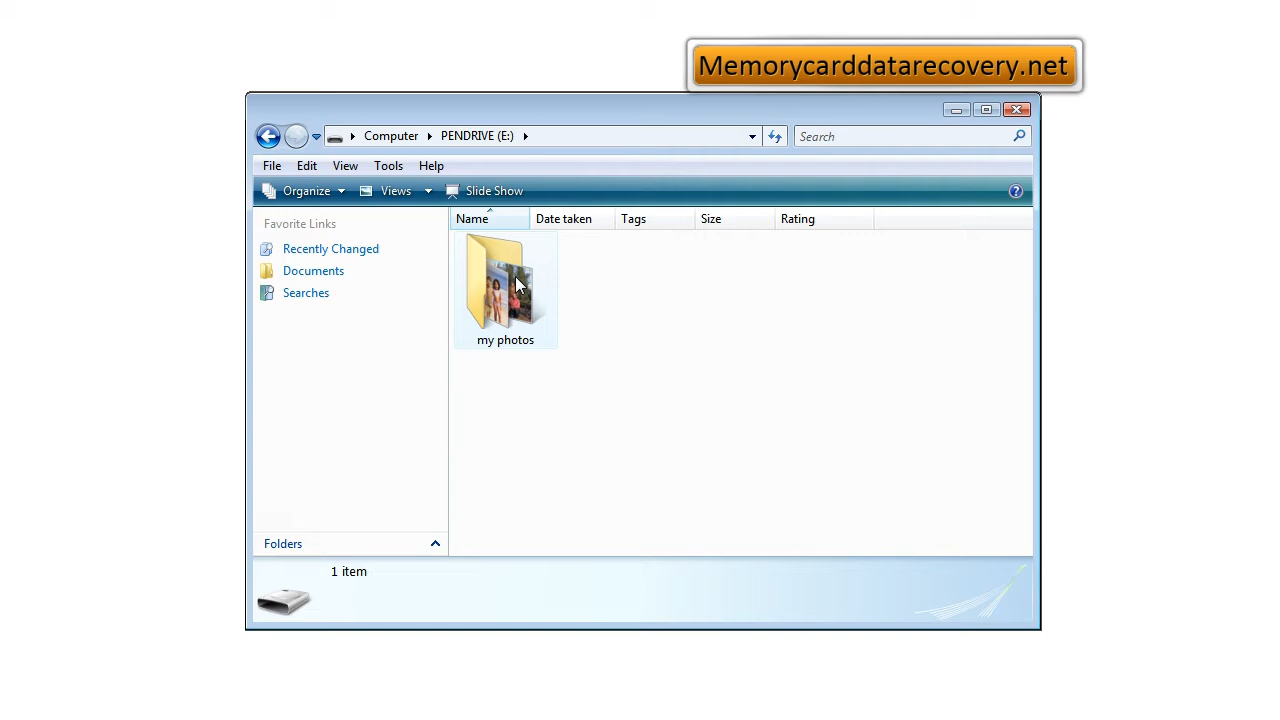 Memorycarddatarecovery.net
Computer PENDRIVE (E:) Search
File Edit View Tools Help
Organize Views Slide Show ?
Favorite Links
Name Date taken Tags Size Rating
Recently Changed
Documents
Searches
my photos
Folders
1 item